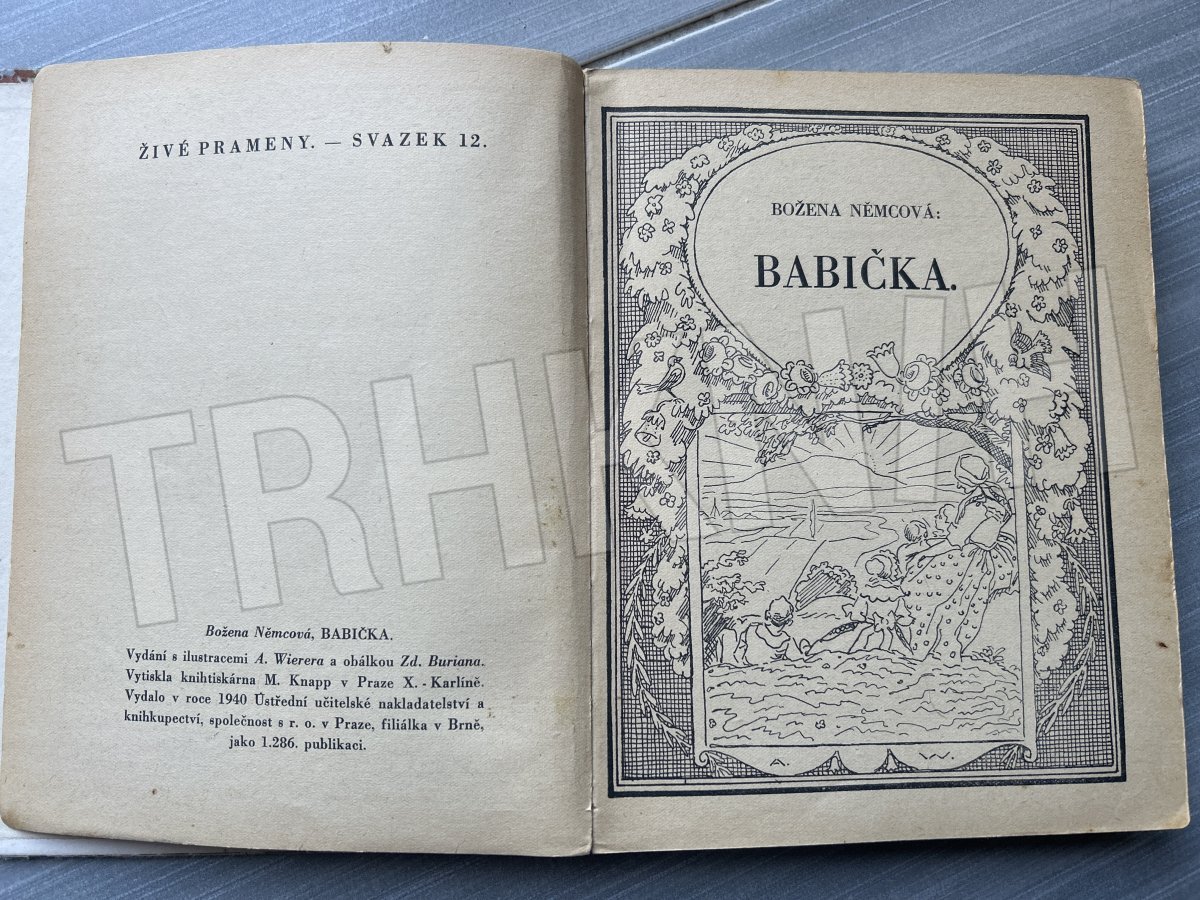 ŽIVÉ PRAMENY. — SVAZEK 12.
Božena Němcová, BABIČKA.
Vydání s ilustracemi A. Wierera a obálkou Zd. Buriana.
Vytiskla knihtiskárna M. Knapp v Praze X. - Karlíně.
Vydalo v roce 1940 Ústřední učitelské nakladatelství a
knihkupectví, společnost s r. o. v Praze, filiálka v Brně,
jako 1.286. publikaci.
BOŽENA NĚMCOVÁ:
BABIČKA.
A. W.
TRHKNIH